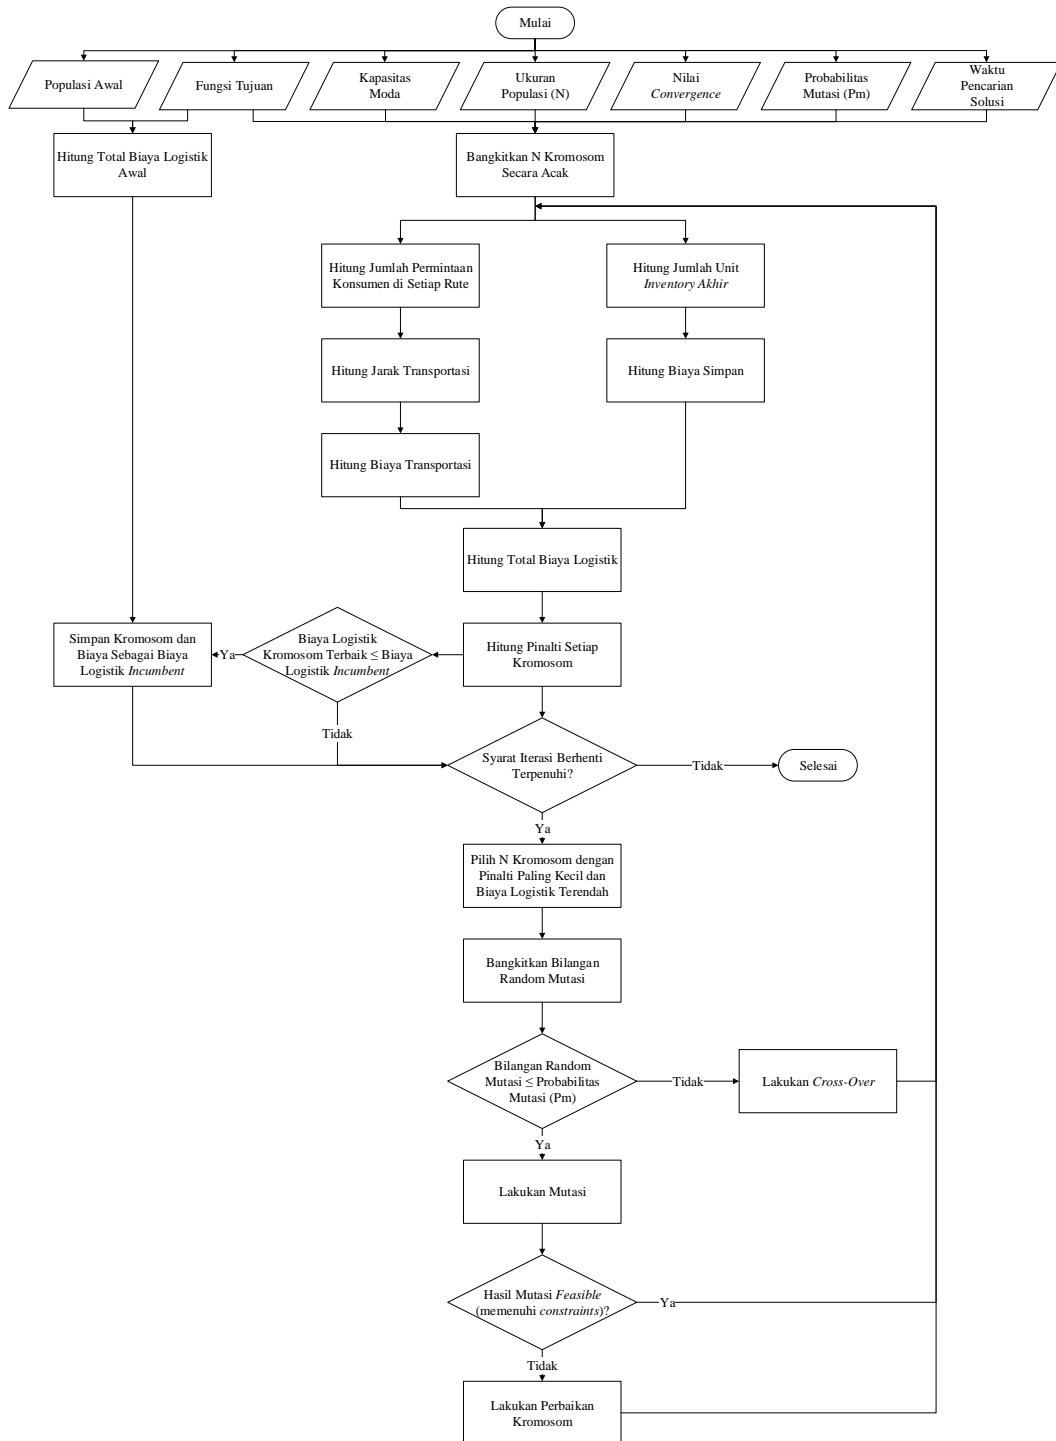 Mulai
Populasi Awal
Fungsi Tujuan
Kapasitas
Moda
Ukuran
Populasi (N)
Nilai
Convergence
Probabilitas
Mutasi (Pm)
Waktu
Pencarian
Solusi
Hitung Total Biaya Logistik
Awal
Bangkitkan N Kromosom
Secara Acak
Hitung Jumlah Permintaan
Konsumen di Setiap Rute
Hitung Jumlah Unit
Inventory Akhir
Hitung Jarak Transportasi
Hitung Biaya Simpan
Hitung Biaya Transportasi
Hitung Total Biaya Logistik
Simpan Kromosom dan
Biaya Sebagai Biaya
Logistik Incumbent
Ya
Biaya Logistik
Kromosom Terbaik ≤ Biaya
Logistik Incumbent
Hitung Pinalti Setiap
Kromosom
Tidak
Syarat Iterasi Berhenti
Terpenuhi?
Tidak
Selesai
Ya
Pilih N Kromosom dengan
Pinalti Paling Kecil dan
Biaya Logistik Terendah
Bangkitkan Bilangan
Random Mutasi
Bilangan Random
Mutasi ≤ Probabilitas
Mutasi (Pm)
Tidak
Lakukan Cross-Over
Ya
Lakukan Mutasi
Hasil Mutasi Feasible
(memenuhi constraints)?
Ya
Tidak
Lakukan Perbaikan
Kromosom